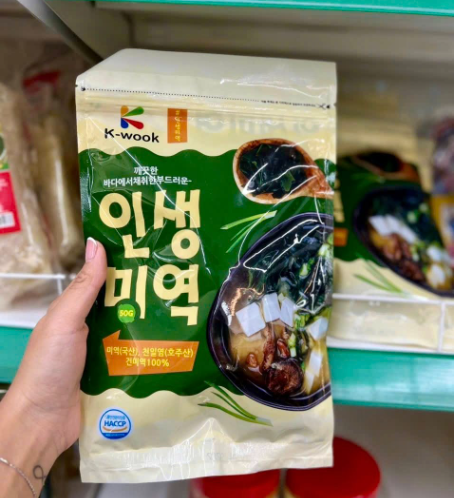 K-wook
깨끗한
바다에서채취한부드러운~
인생
미역
50G
미역(국산), 천일염(호주산)
건미역100%
HACCP